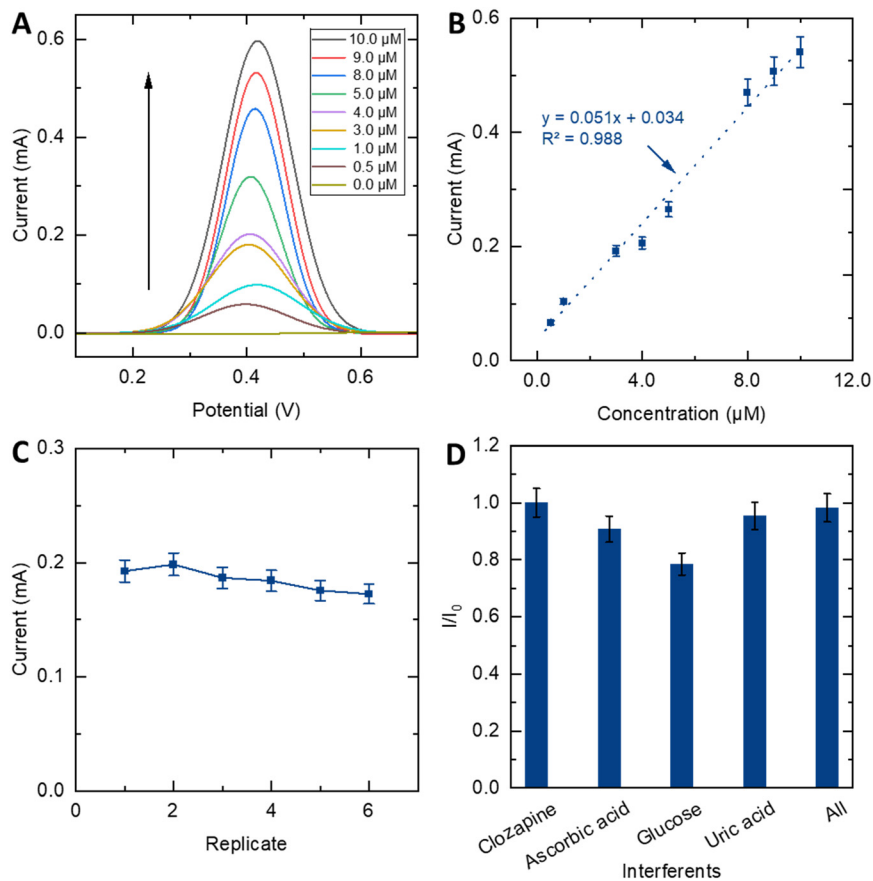 A
0.6
0.4
0.2
0.0
Current (mA)
0.2
0.4
0.6
Potential (V)
10.0 µM
9.0 µM
8.0 µM
5.0 µM
4.0 µM
3.0 µM
1.0 µM
0.5 µM
0.0 µM
B
0.6
0.4
0.2
0.0
Current (mA)
y = 0.051x + 0.034
R² = 0.988
0.0
4.0
8.0
12.0
Concentration (µM)
C
0.3
0.2
0.1
0.0
Current (mA)
0
2
4
6
Replicate
D
1.2
1.0
0.8
0.6
0.4
0.2
0.0
I/I₀
Clozapine
Ascorbic acid
Glucose
Uric acid
All
Interferents